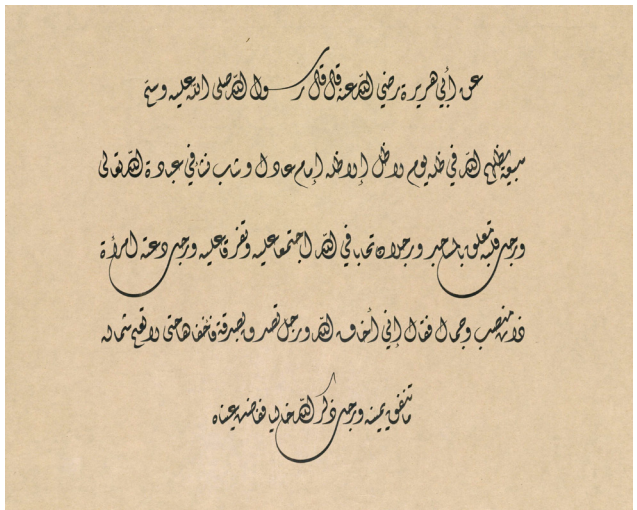 عن أبي هريرة رضي الله عنه قال قال رسول الله صلى الله عليه وسلم
سبعة يظلهم الله في ظله يوم لا ظل إلا ظله إمام عادل وشاب نشأ في عبادة الله تعالى
ورجل قلبه معلق بالمساجد ورجلان تحابا في الله اجتمعا عليه وتفرقا عليه ورجل دعته امرأة
ذات منصب وجمال فقال إني أخاف الله ورجل تصدق بصدقة فأخفاها حتى لا تعلم شماله
ما تنفق يمينه ورجل ذكر الله خاليا ففاضت عيناه